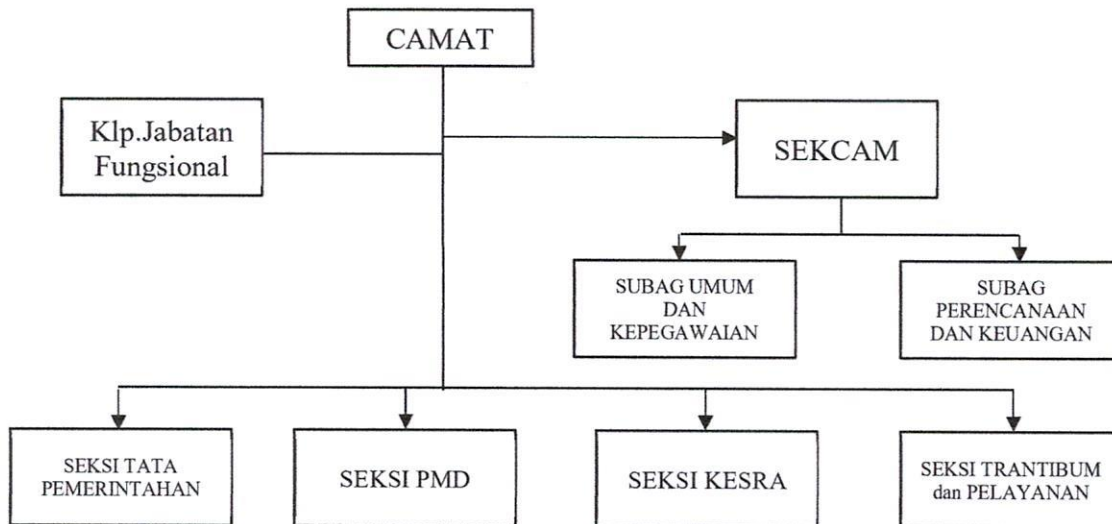 CAMAT
Klp.Jabatan
Fungsional
SEKCAM
SUBAG UMUM
DAN
KEPEGAWAIAN
SUBAG
PERENCANAAN
DAN KEUANGAN
SEKSI TATA
PEMERINTAHAN
SEKSI PMD
SEKSI KESRA
SEKSI TRANTIBUM
dan PELAYANAN